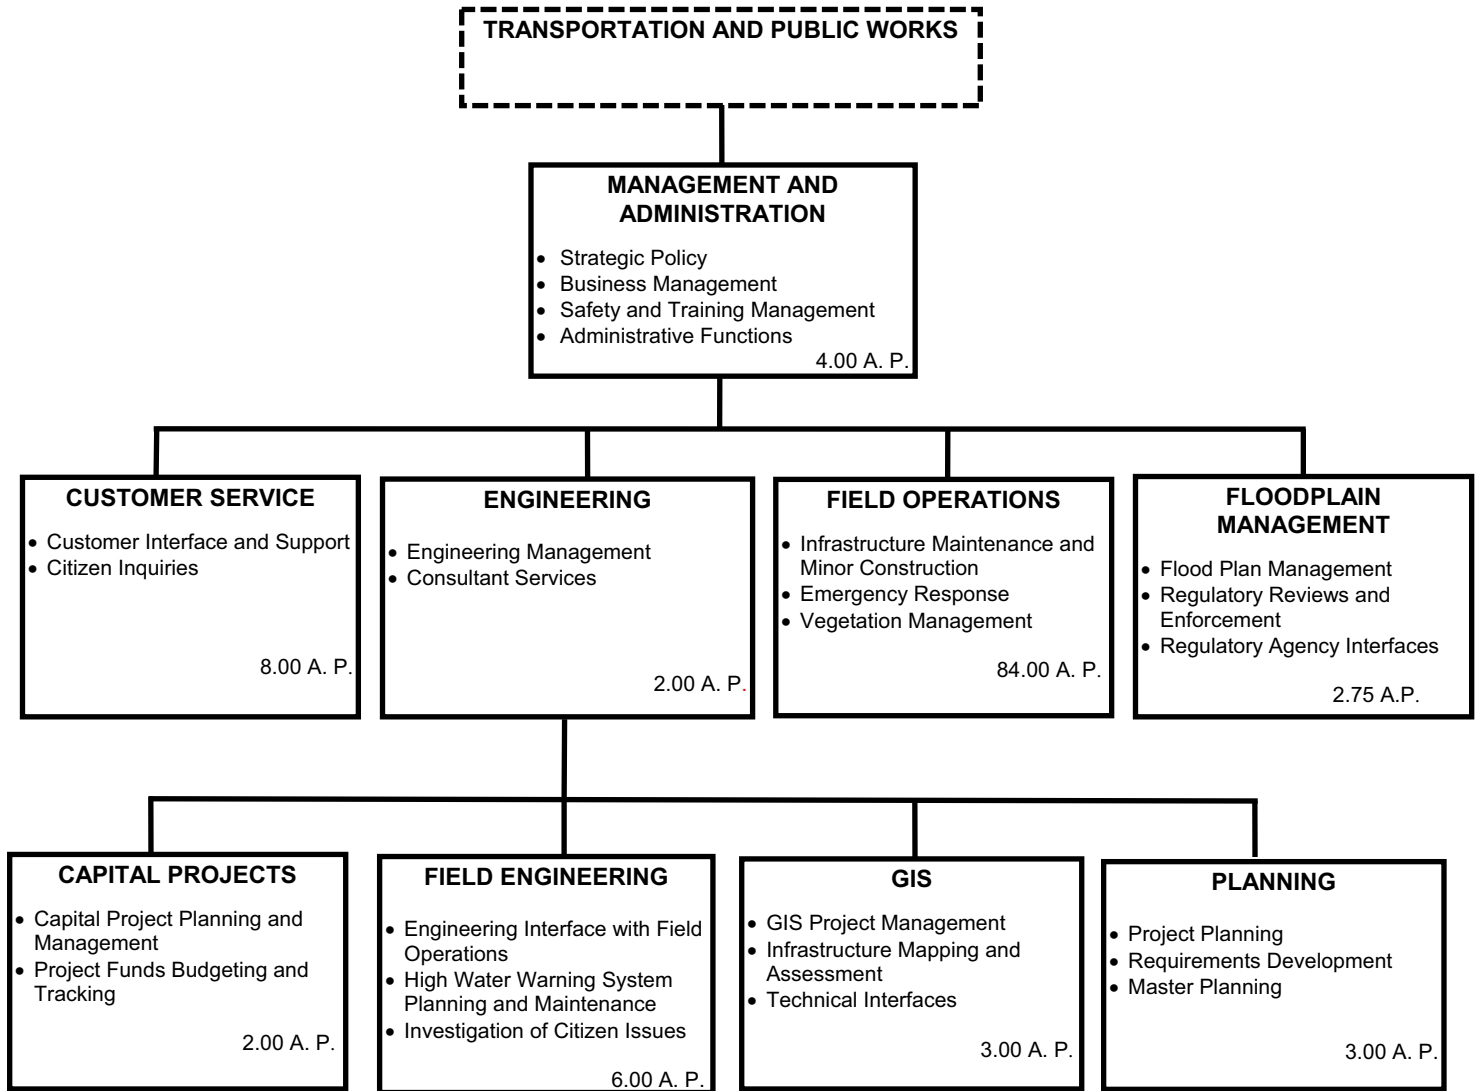 TRANSPORTATION AND PUBLIC WORKS
MANAGEMENT AND
ADMINISTRATION
• Strategic Policy
• Business Management
• Safety and Training Management
• Administrative Functions
4.00 A. P.
CUSTOMER SERVICE
• Customer Interface and Support
• Citizen Inquiries
8.00 A. P.
ENGINEERING
• Engineering Management
• Consultant Services
2.00 A. P.
FIELD OPERATIONS
• Infrastructure Maintenance and
Minor Construction
• Emergency Response
• Vegetation Management
84.00 A. P.
FLOODPLAIN
MANAGEMENT
• Flood Plan Management
• Regulatory Reviews and
Enforcement
• Regulatory Agency Interfaces
2.75 A.P.
CAPITAL PROJECTS
• Capital Project Planning and
Management
• Project Funds Budgeting and
Tracking
2.00 A. P.
FIELD ENGINEERING
• Engineering Interface with Field
Operations
• High Water Warning System
Planning and Maintenance
• Investigation of Citizen Issues
6.00 A. P.
GIS
• GIS Project Management
• Infrastructure Mapping and
Assessment
• Technical Interfaces
3.00 A. P.
PLANNING
• Project Planning
• Requirements Development
• Master Planning
3.00 A. P.